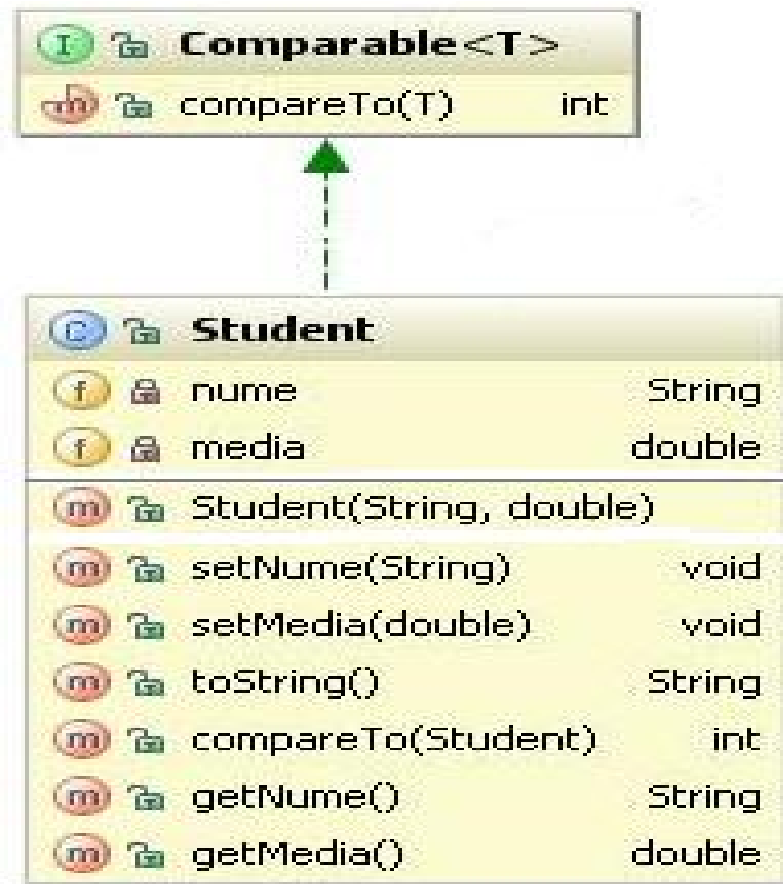 I Comparable<T>
m compareTo(T) int
C Student
f nume String
f media double
m Student(String, double)
m setNume(String) void
m setMedia(double) void
m toString() String
m compareTo(Student) int
m getNume() String
m getMedia() double